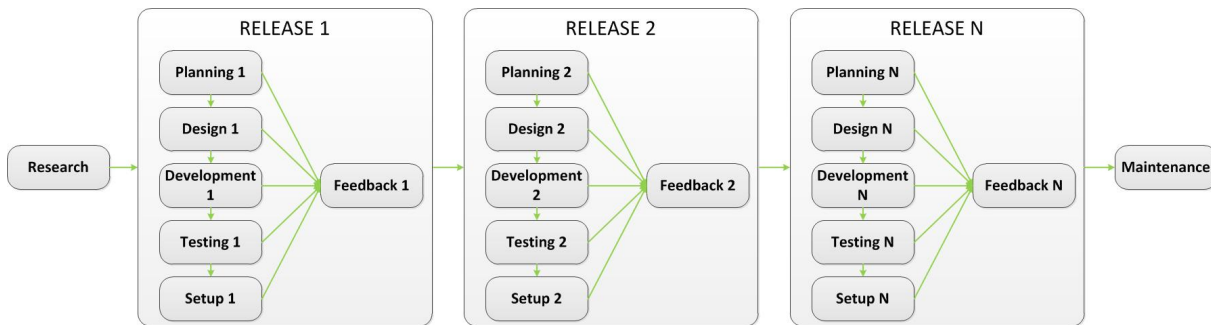 Research
RELEASE 1
Planning 1
Design 1
Development
1
Testing 1
Setup 1
Feedback 1
RELEASE 2
Planning 2
Design 2
Development
2
Testing 2
Setup 2
Feedback 2
RELEASE N
Planning N
Design N
Development
N
Testing N
Setup N
Feedback N
Maintenance